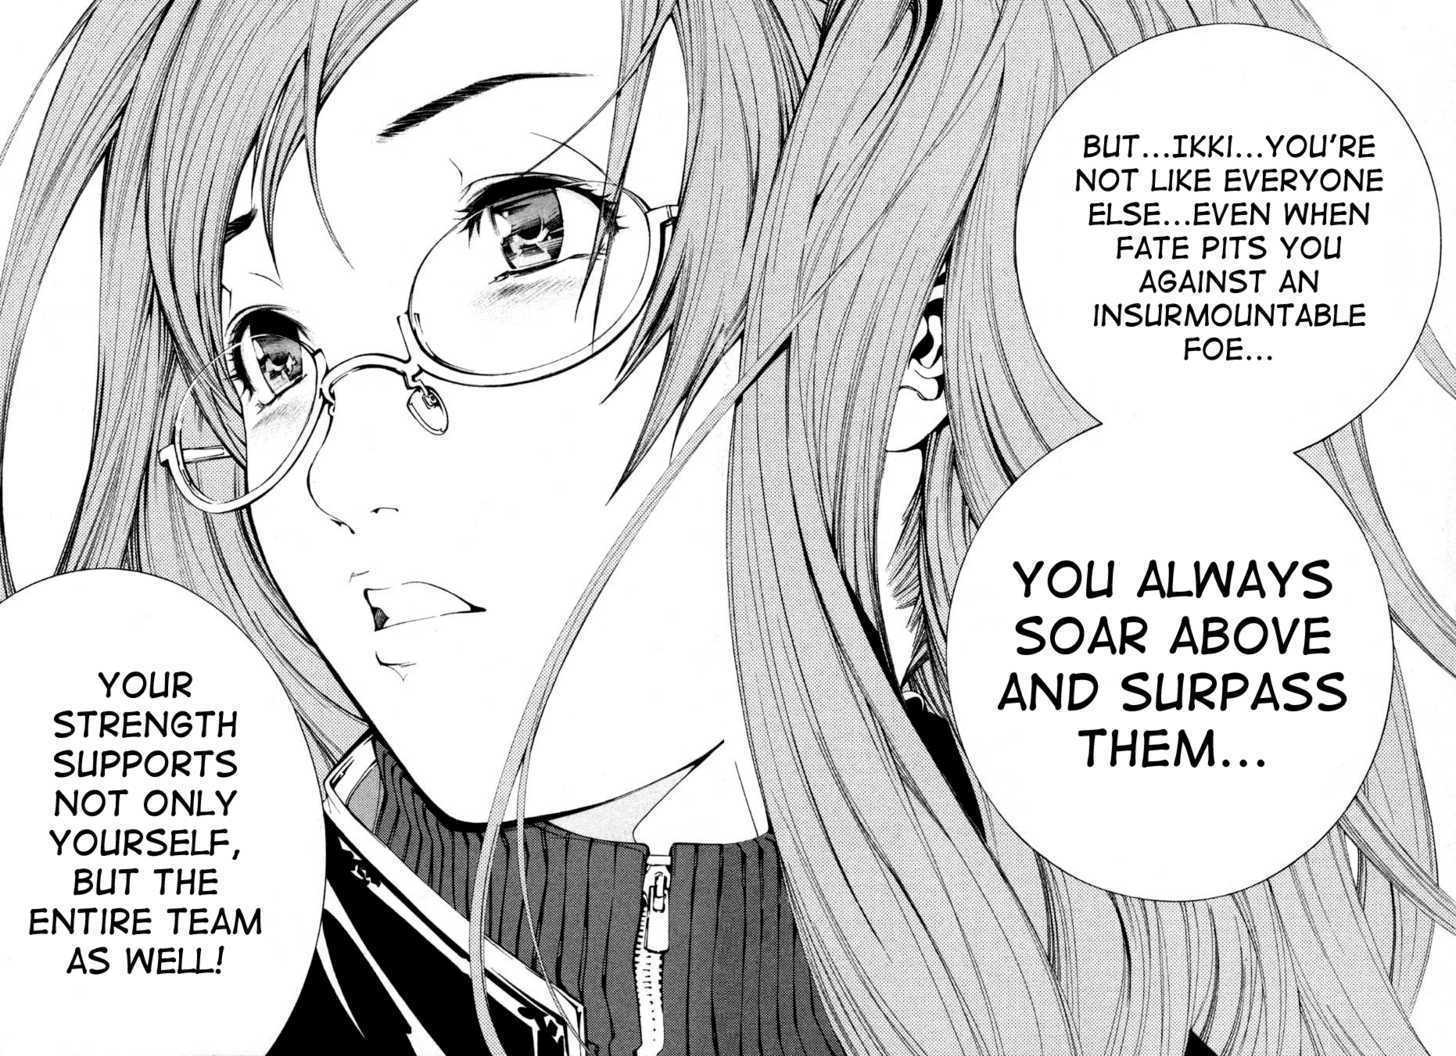 BUT...IKKI...YOU'RE
NOT LIKE EVERYONE
ELSE...EVEN WHEN
FATE PITS YOU
AGAINST AN
INSURMOUNTABLE
FOE...
YOU ALWAYS
SOAR ABOVE
AND SURPASS
THEM...
YOUR
STRENGTH
SUPPORTS
NOT ONLY
YOURSELF,
BUT THE
ENTIRE TEAM
AS WELL!